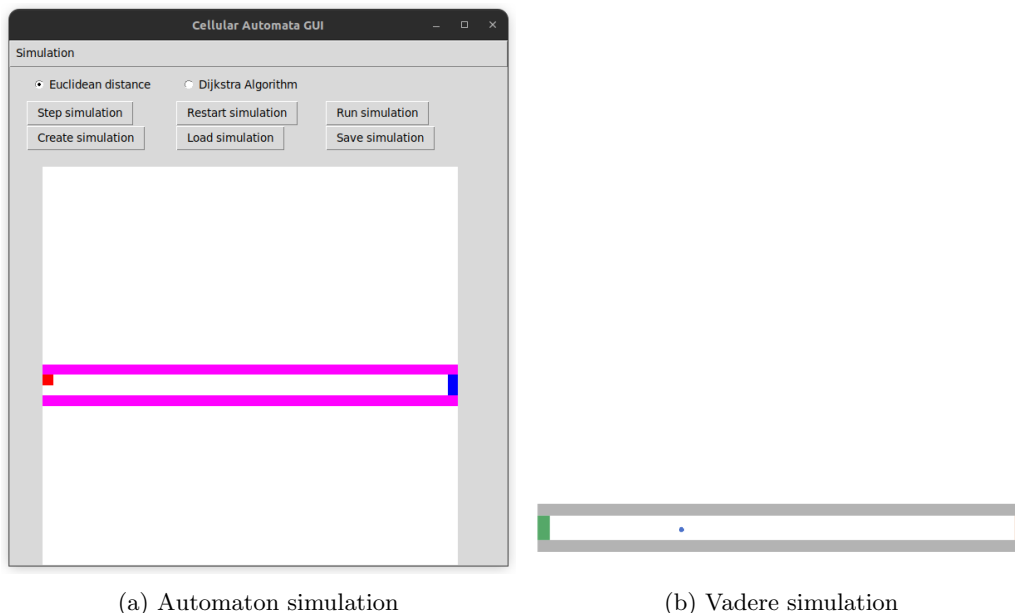 Cellular Automata GUI
Simulation
Euclidean distance Dijkstra Algorithm
Step simulation Restart simulation Run simulation
Create simulation Load simulation Save simulation
(a) Automaton simulation (b) Vadere simulation